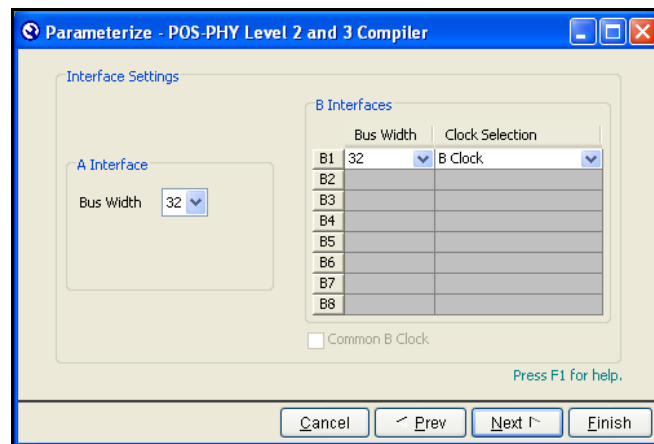 Parameterize - POS-PHY Level 2 and 3 Compiler
Interface Settings
B Interfaces
Bus Width Clock Selection
A Interface
Bus Width 32
B1 32 B Clock
B2
B3
B4
B5
B6
B7
B8
Common B Clock
Press F1 for help.
Cancel Prev Next Finish